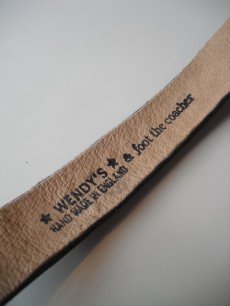 ★ WENDY'S ★ & foot the coacher
HAND MADE IN ENGLAND